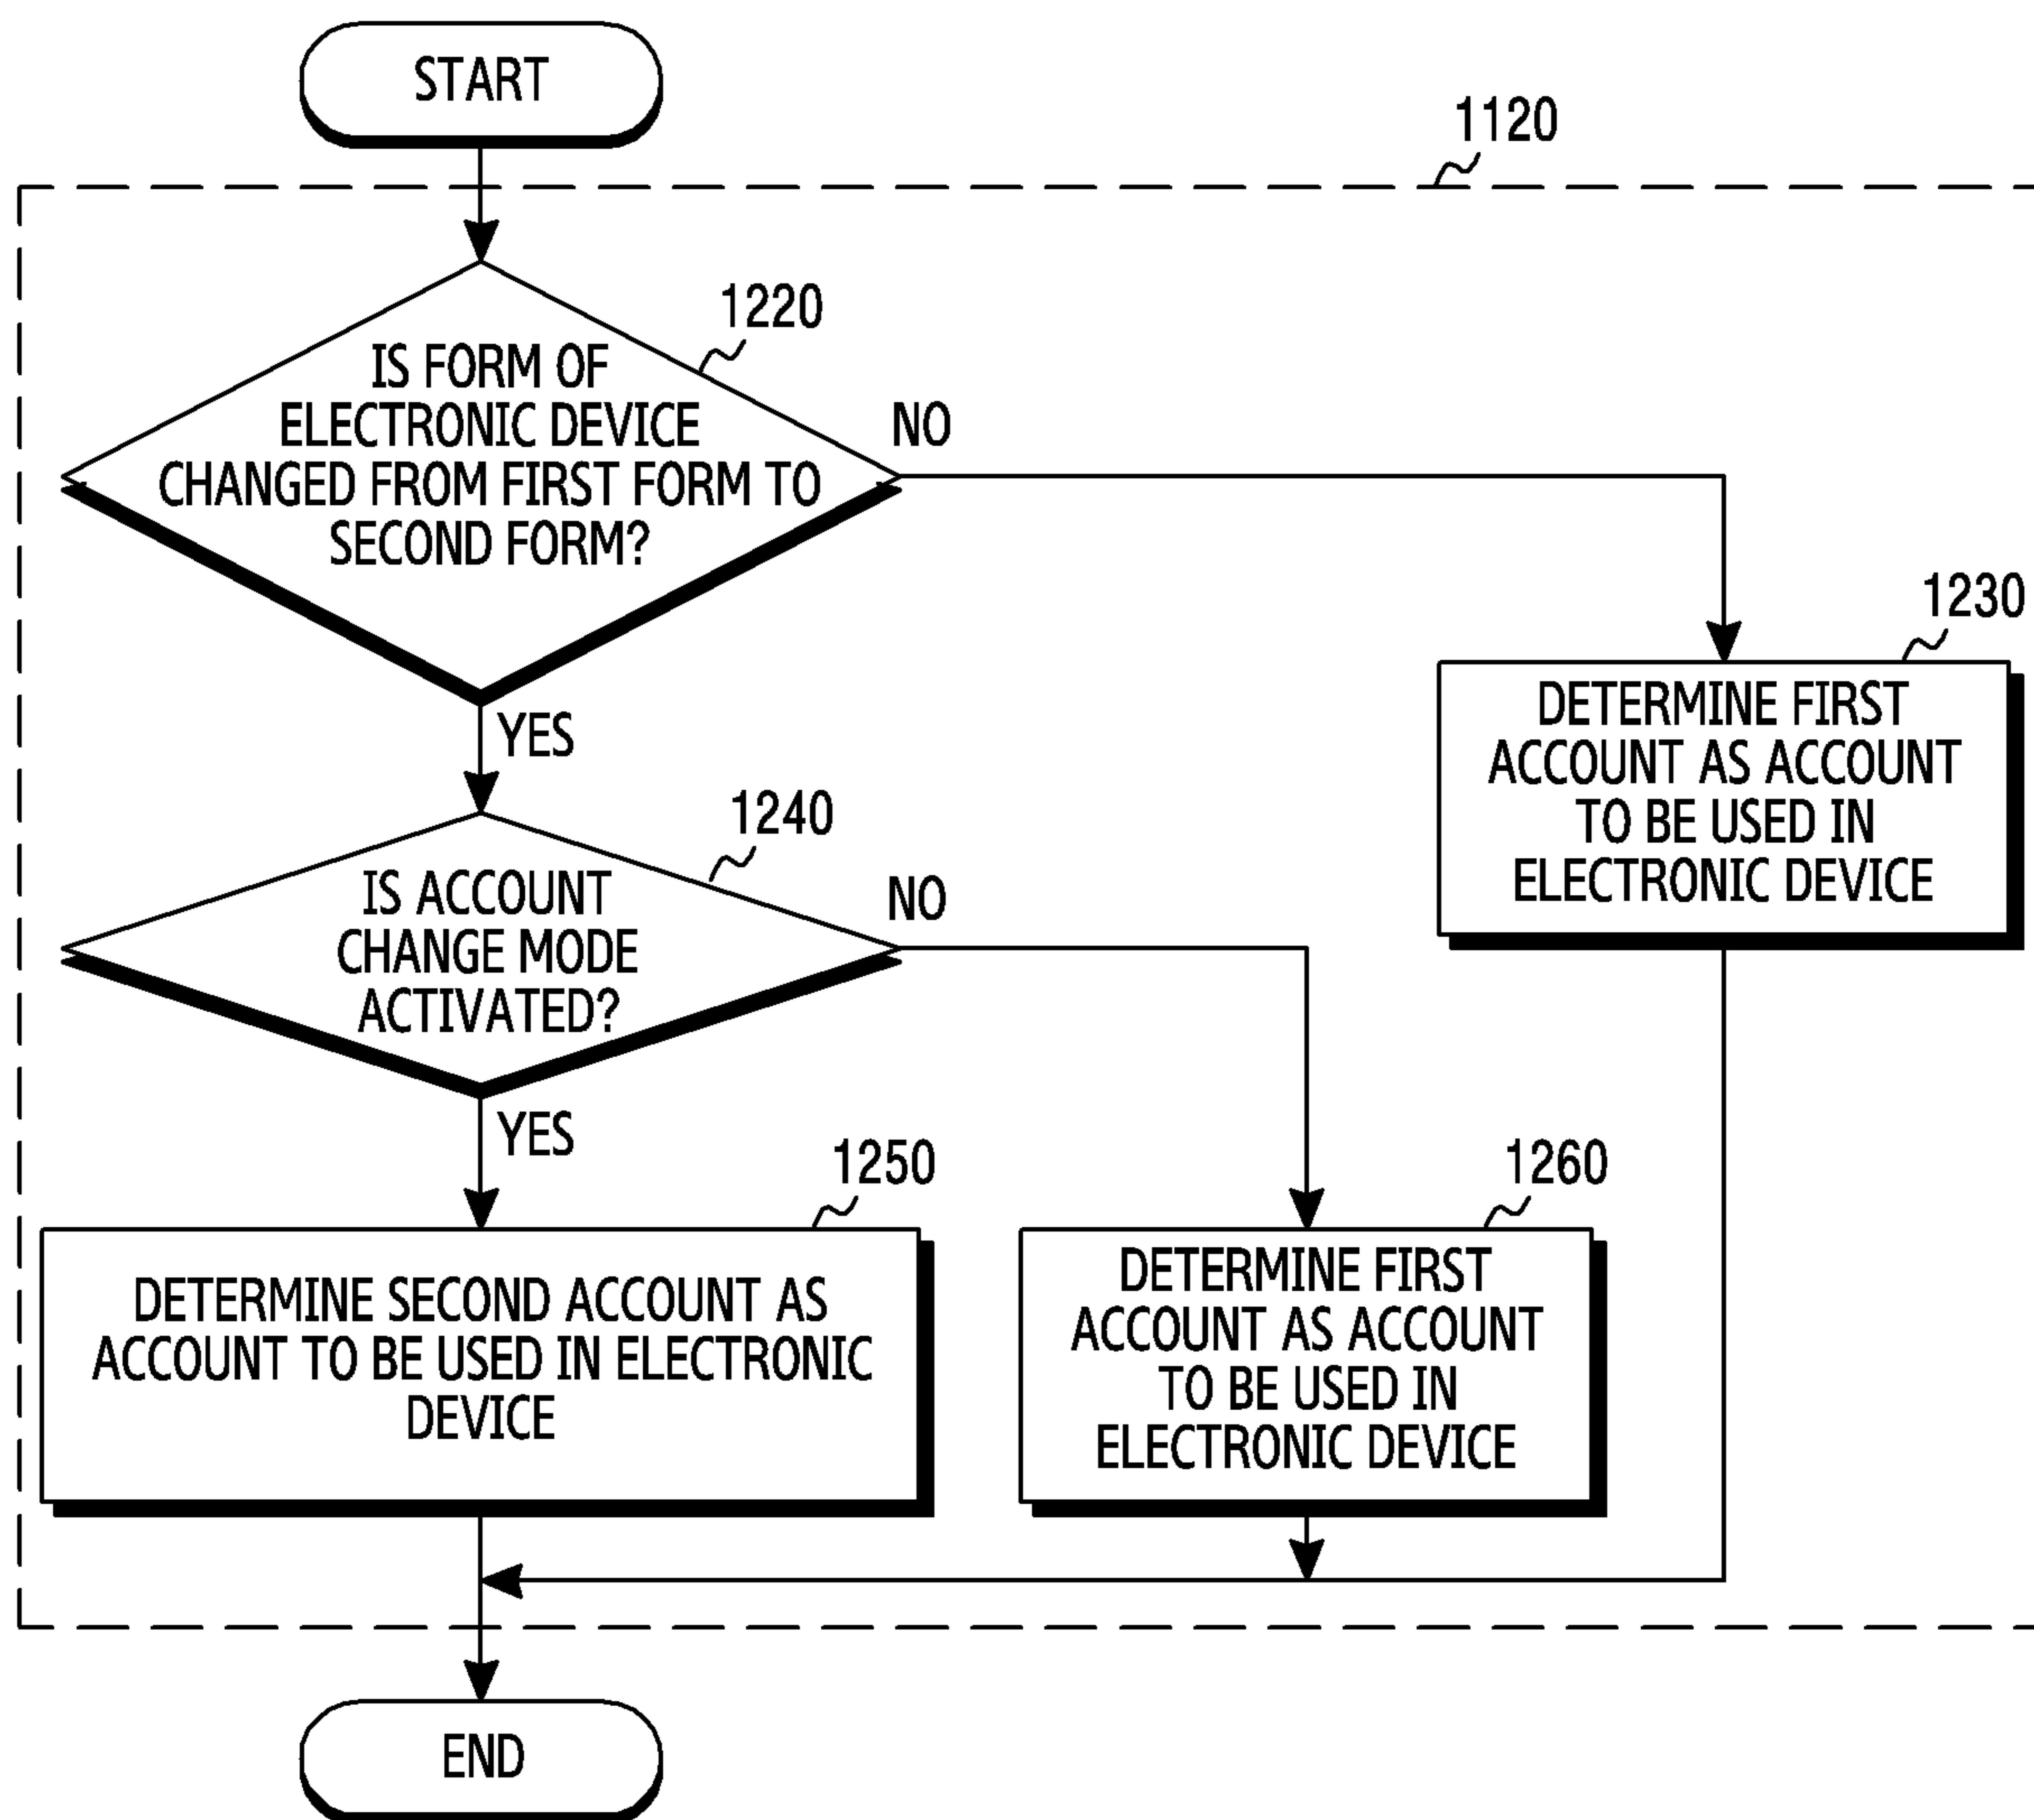 START
1120
1220
IS FORM OF
ELECTRONIC DEVICE
CHANGED FROM FIRST FORM TO
SECOND FORM?
NO
YES
1230
DETERMINE FIRST
ACCOUNT AS ACCOUNT
TO BE USED IN
ELECTRONIC DEVICE
1240
IS ACCOUNT
CHANGE MODE
ACTIVATED?
NO
YES
1250
DETERMINE SECOND ACCOUNT AS
ACCOUNT TO BE USED IN ELECTRONIC
DEVICE
1260
DETERMINE FIRST
ACCOUNT AS ACCOUNT
TO BE USED IN
ELECTRONIC DEVICE
END